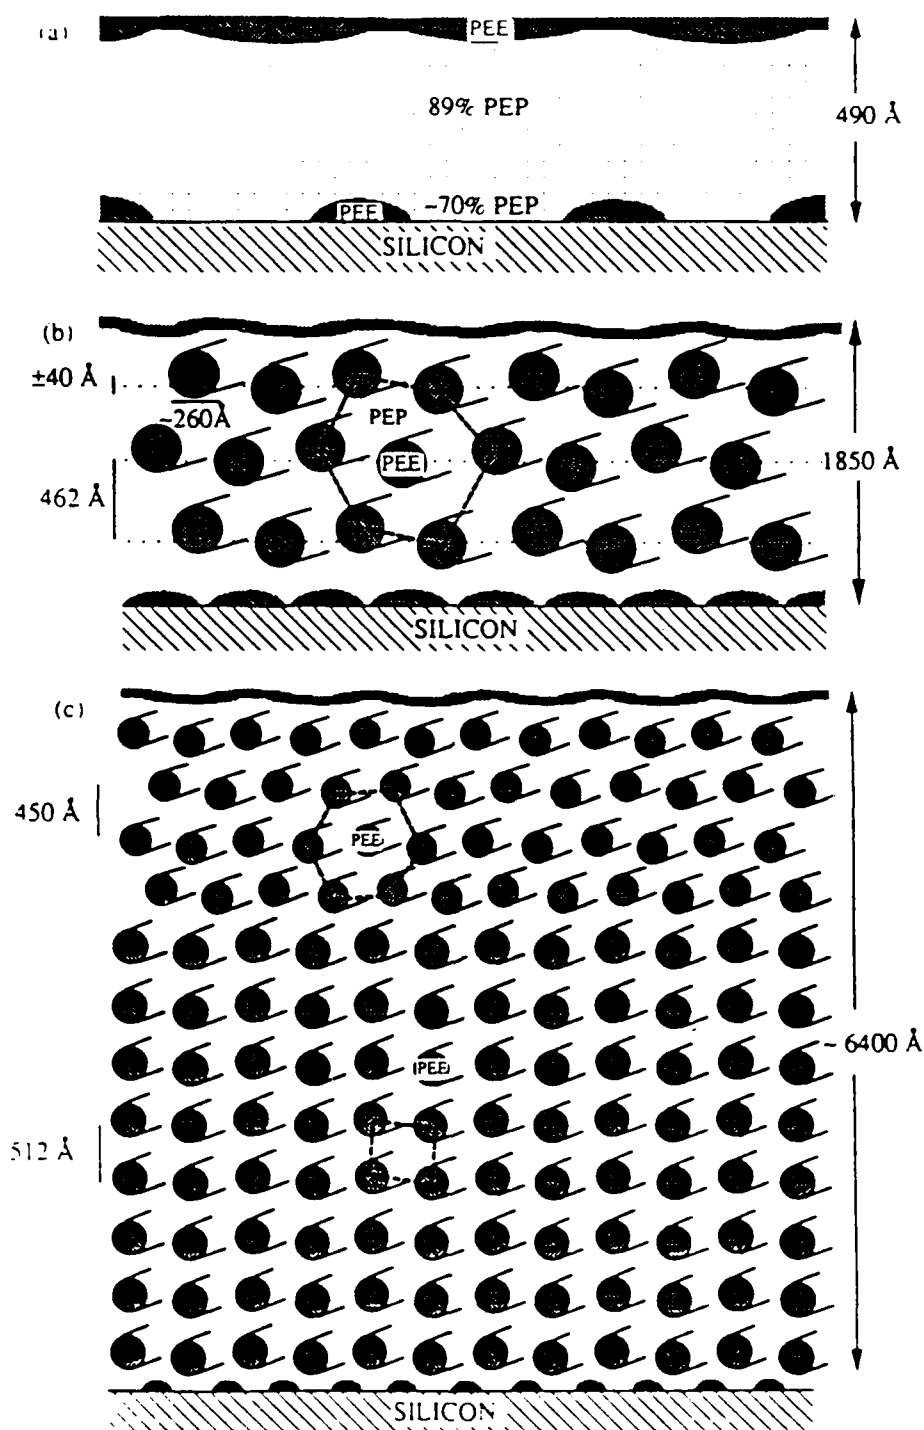 (a)
PEE
89% PEP
490 Å
PEE
~70% PEP
SILICON
(b)
±40 Å
~260Å
PEP
PEE
462 Å
1850 Å
SILICON
(c)
450 Å
PEE
PEE
~ 6400 Å
512 Å
SILICON